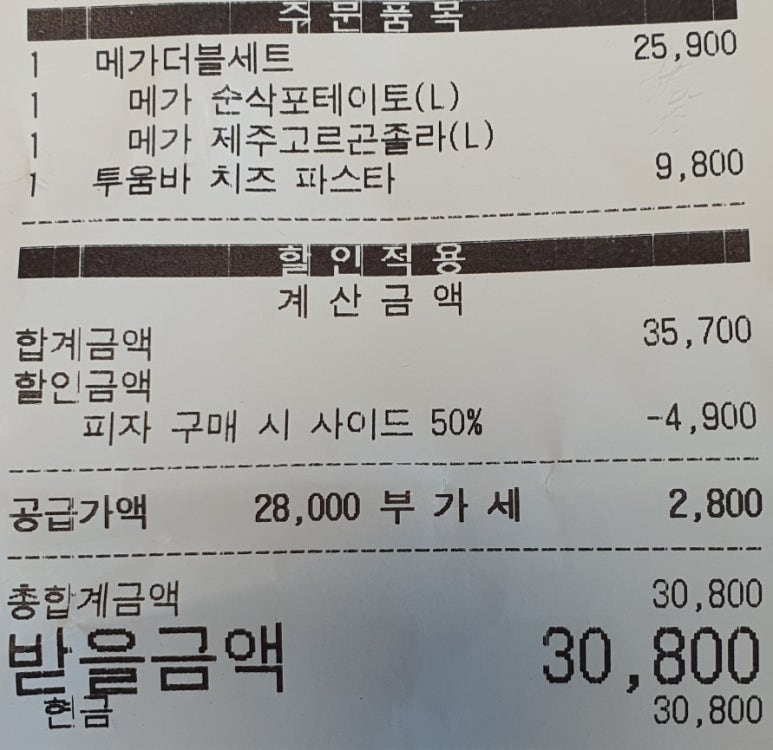 주문품목
1 메가더블세트 25,900
1 메가 순삭포테이토(L)
1 메가 제주고르곤졸라(L)
1 투움바 치즈 파스타 9,800
할인적용
계산금액
합계금액 35,700
할인금액
피자 구매 시 사이드 50% -4,900
공급가액 28,000 부가세 2,800
총합계금액 30,800
받을금액 30,800
현금 30,800